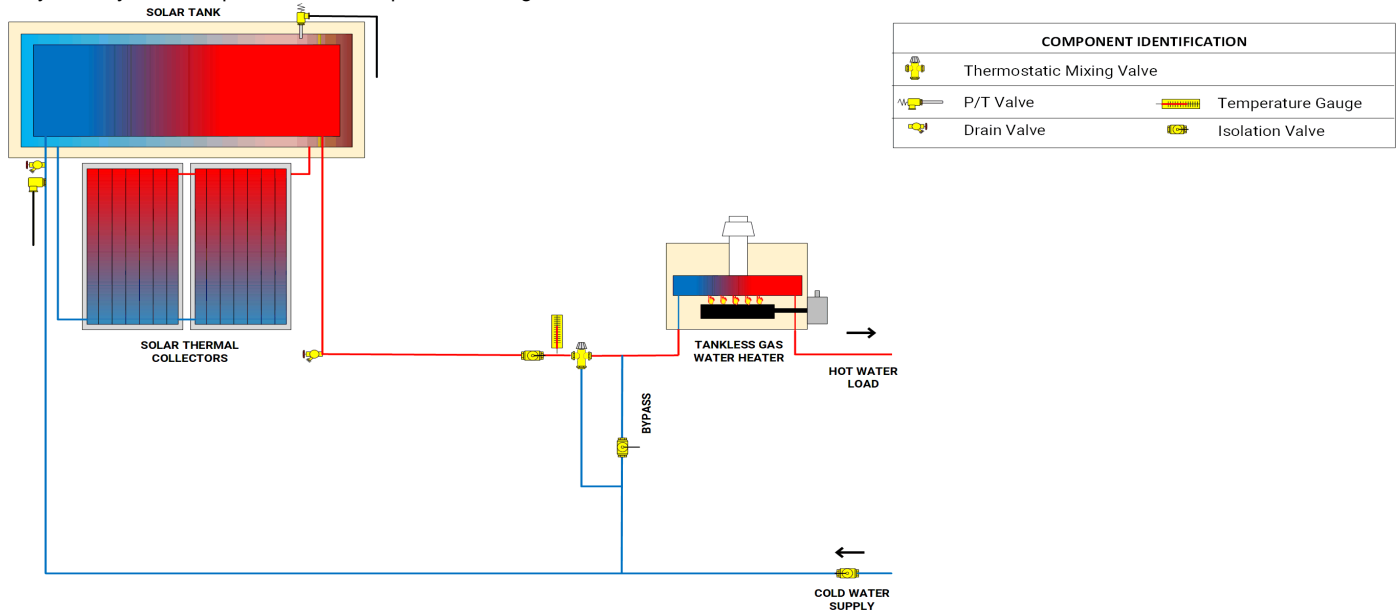 SOLAR TANK
COMPONENT IDENTIFICATION
Thermostatic Mixing Valve
P/T Valve
Temperature Gauge
Drain Valve
Isolation Valve
SOLAR THERMAL
COLLECTORS
TANKLESS GAS
WATER HEATER
HOT WATER
LOAD
BYPASS
COLD WATER
SUPPLY